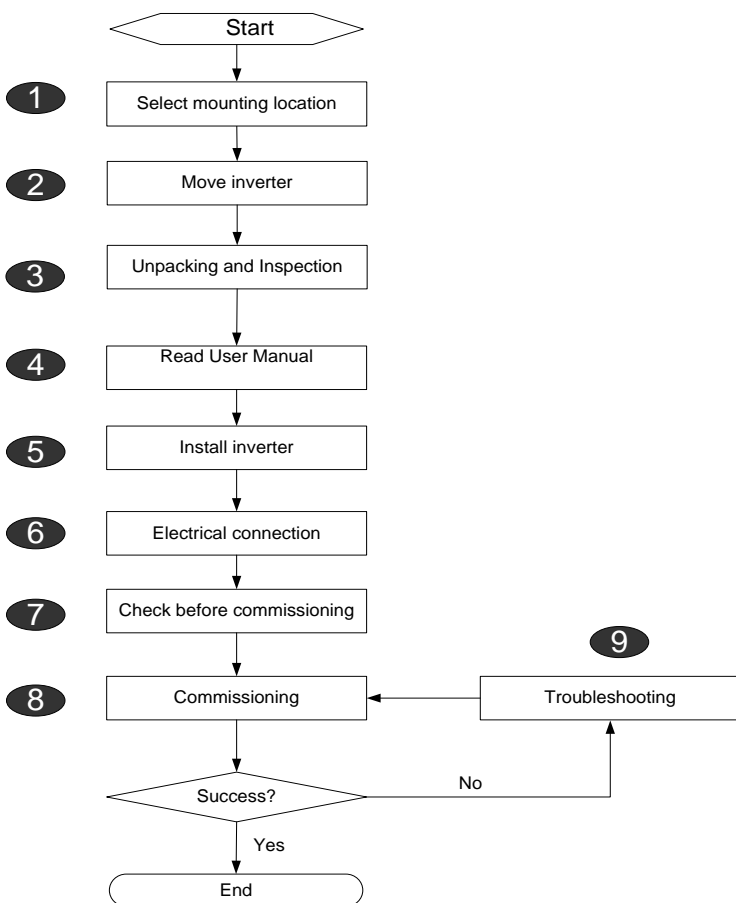 Start
1
Select mounting location
2
Move inverter
3
Unpacking and Inspection
4
Read User Manual
5
Install inverter
6
Electrical connection
7
Check before commissioning
9
8
Commissioning
Troubleshooting
Success?
No
Yes
End